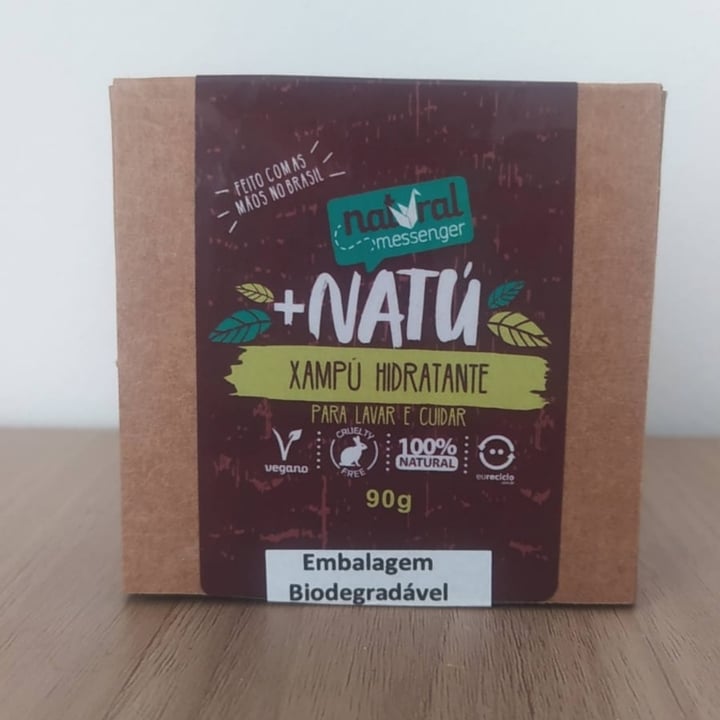 FEITO COM AS
MÃOS NO BRASIL
natural
messenger
+NATÚ
XAMPÚ HIDRATANTE
PARA LAVAR E CUIDAR
vegano
CRUELTY
FREE
100%
NATURAL
eureciclo
90g
Embalagem
Biodegradável